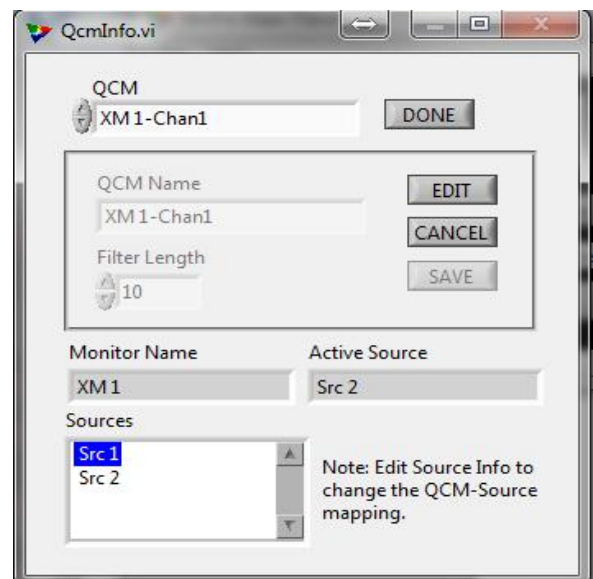 QcmInfo.vi
QCM
XM 1-Chan1
DONE
QCM Name
EDIT
XM 1-Chan1
CANCEL
Filter Length
SAVE
10
Monitor Name
Active Source
XM 1
Src 2
Sources
Src 1
Src 2
Note: Edit Source Info to
change the QCM-Source
mapping.